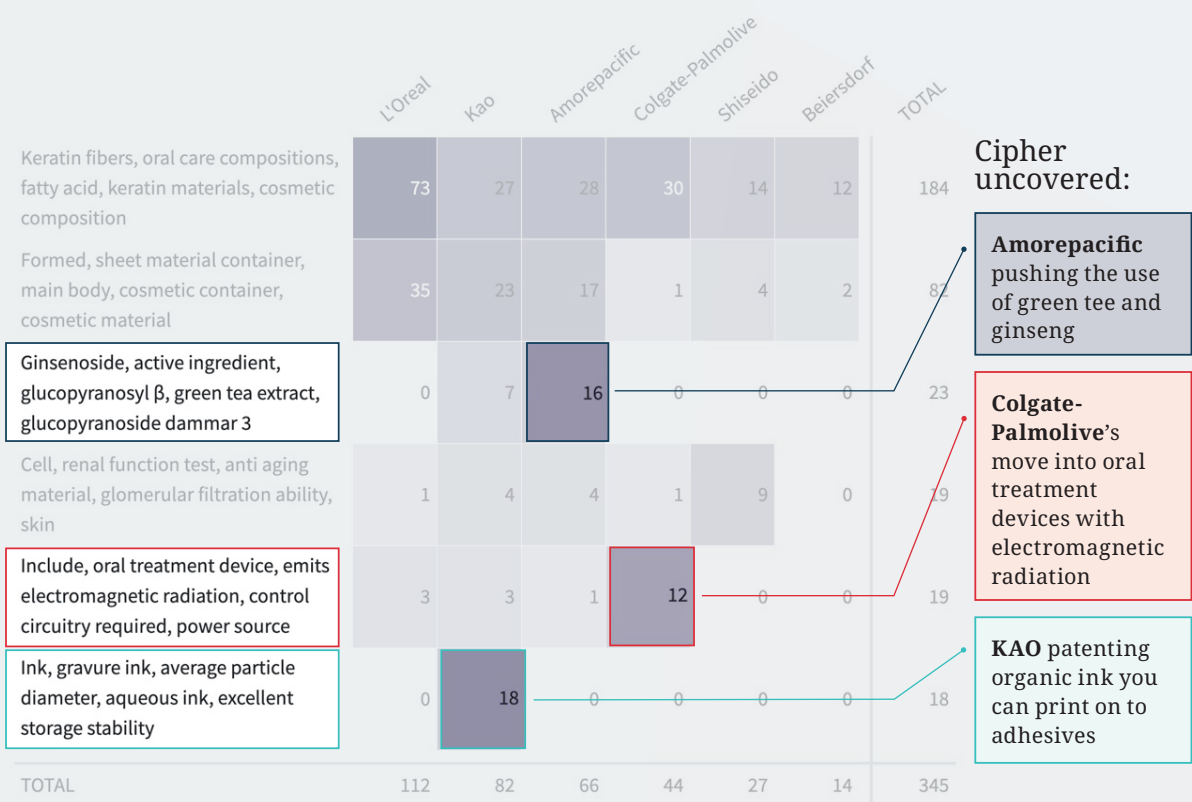 L'Oreal Kao Amorepacific Colgate-Palmolive Shiseido Beiersdorf TOTAL
Keratin fibers, oral care compositions,
fatty acid, keratin materials, cosmetic
composition
73 27 28 30 14 12 184
Formed, sheet material container,
main body, cosmetic container,
cosmetic material
35 23 17 1 4 2 82
Ginsenoside, active ingredient,
glucopyranosyl β, green tea extract,
glucopyranoside dammar 3
0 7 16 0 0 0 23
Cell, renal function test, anti aging
material, glomerular filtration ability,
skin
1 4 4 1 9 0 19
Include, oral treatment device, emits
electromagnetic radiation, control
circuitry required, power source
3 3 1 12 0 0 19
Ink, gravure ink, average particle
diameter, aqueous ink, excellent
storage stability
0 18 0 0 0 0 18
TOTAL 112 82 66 44 27 14 345
Cipher
uncovered:
Amorepacific
pushing the use
of green tee and
ginseng
Colgate-
Palmolive's
move into oral
treatment
devices with
electromagnetic
radiation
KAO patenting
organic ink you
can print on to
adhesives